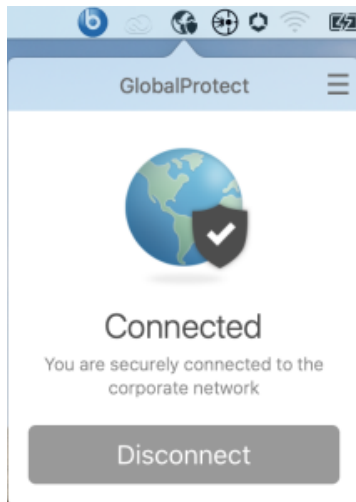 GlobalProtect
Connected
You are securely connected to the
corporate network
Disconnect